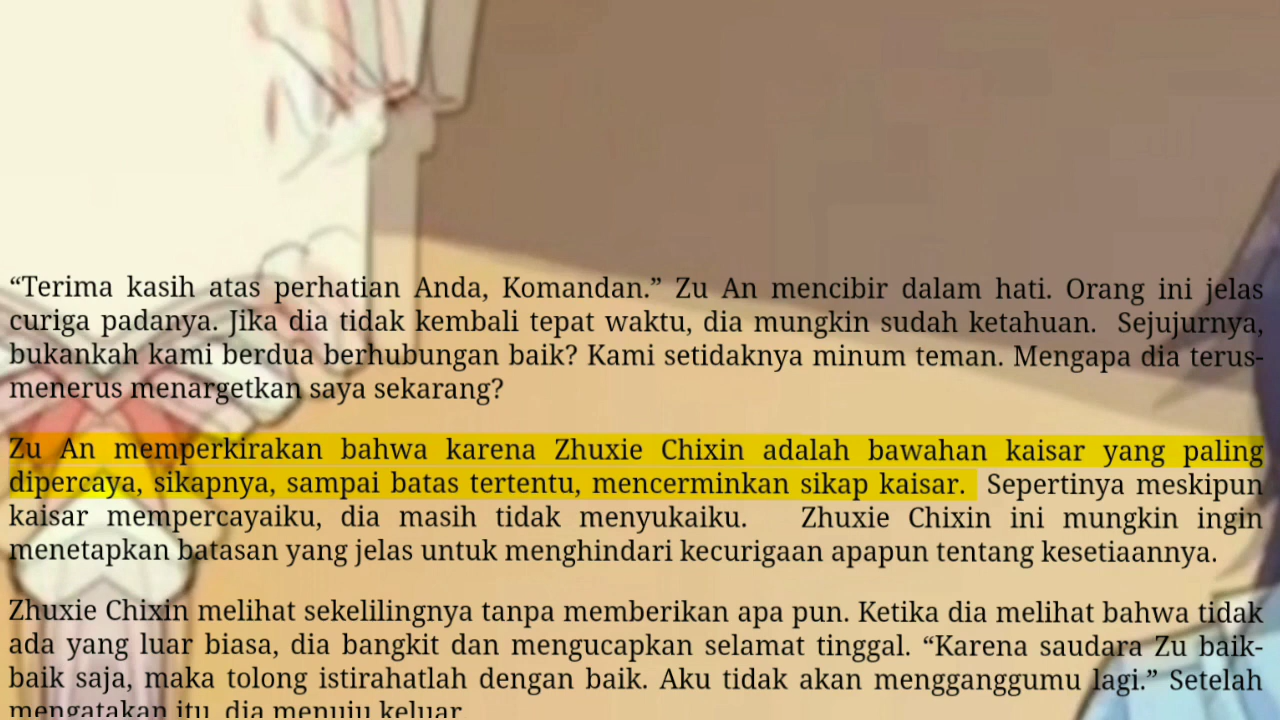 “Terima kasih atas perhatian Anda, Komandan.” Zu An mencibir dalam hati. Orang ini jelas
curiga padanya. Jika dia tidak kembali tepat waktu, dia mungkin sudah ketahuan. Sejujurnya,
bukankah kami berdua berhubungan baik? Kami setidaknya minum teman. Mengapa dia terus-
menerus menargetkan saya sekarang?
Zu An memperkirakan bahwa karena Zhuxie Chixin adalah bawahan kaisar yang paling
dipercaya, sikapnya, sampai batas tertentu, mencerminkan sikap kaisar. Sepertinya meskipun
kaisar mempercayaiku, dia masih tidak menyukaiku. Zhuxie Chixin ini mungkin ingin
menetapkan batasan yang jelas untuk menghindari kecurigaan apapun tentang kesetiaannya.
Zhuxie Chixin melihat sekelilingnya tanpa memberikan apa pun. Ketika dia melihat bahwa tidak
ada yang luar biasa, dia bangkit dan mengucapkan selamat tinggal. “Karena saudara Zu baik-
baik saja, maka tolong istirahatlah dengan baik. Aku tidak akan mengganggumu lagi.” Setelah
mengatakan itu, dia menuju keluar.